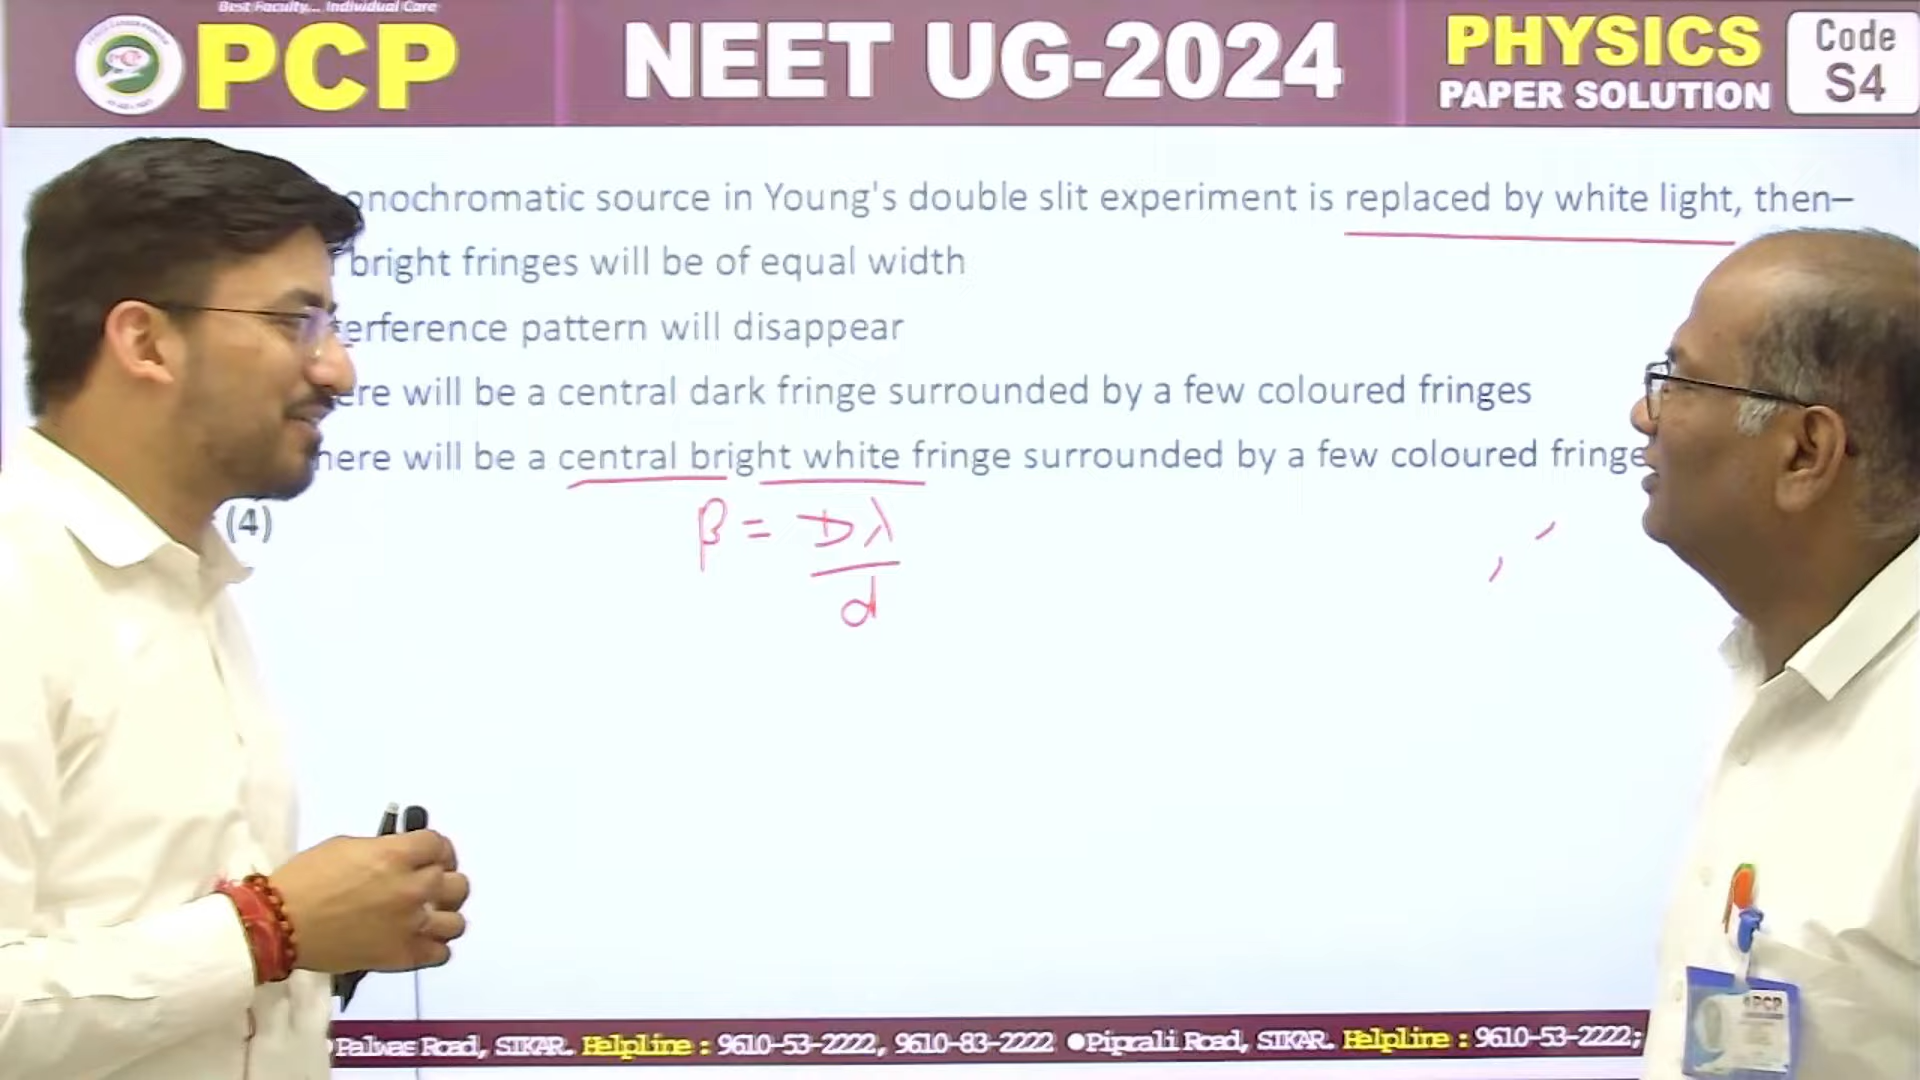 Best Faculty... Individual Care
PCP
NEET UG-2024
PHYSICS
PAPER SOLUTION
Code
S4
onochromatic source in Young's double slit experiment is replaced by white light, then–
bright fringes will be of equal width
terference pattern will disappear
ere will be a central dark fringe surrounded by a few coloured fringes
here will be a central bright white fringe surrounded by a few coloured fringe
(4)
β = Dλ
d
PCP
Palwas Road, SIKAR. Helpline : 9610-53-2222, 9610-83-2222 ●Piprali Road, SIKAR. Helpline : 9610-53-2222;